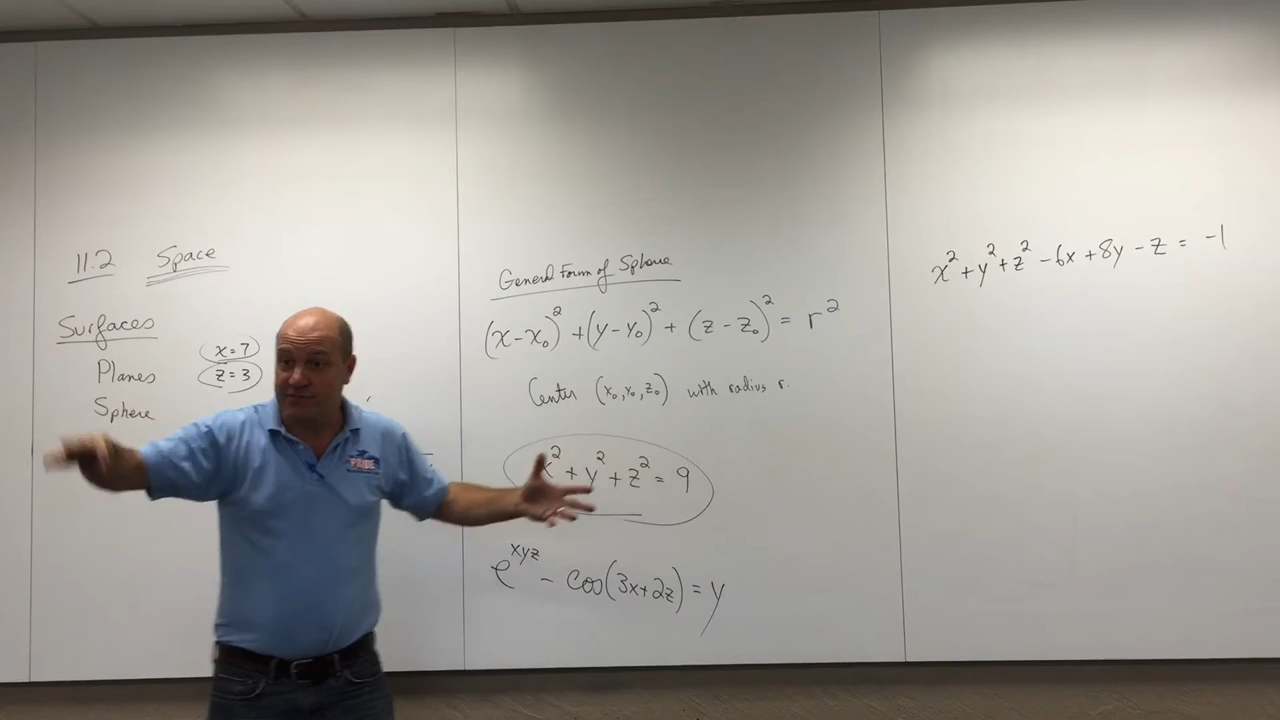 11.2 Space
Surfaces
Planes x=7
z=3
Sphere
General Form of Sphere
(x-x₀)²+(y-y₀)²+(z-z₀)²=r²
Center (x₀,y₀,z₀) with radius r.
x²+y²+z²=9
e^xyz - cos(3x+2z)=y
x²+y²+z²-6x+8y-z=-1
PRIDE